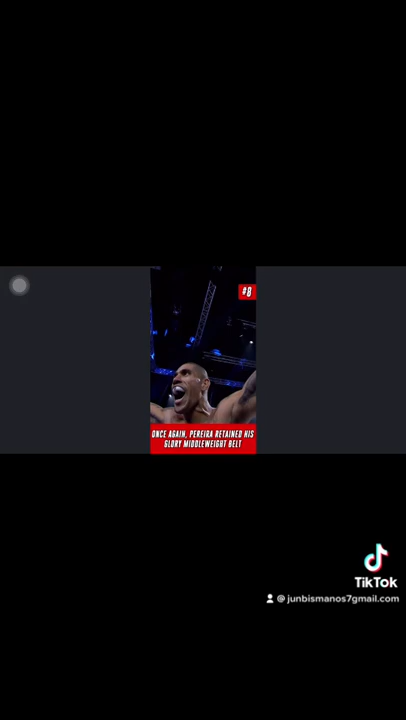 #8
ONCE AGAIN, PEREIRA RETAINED HIS
GLORY MIDDLEWEIGHT BELT
TikTok
@ junbismanos7gmail.com